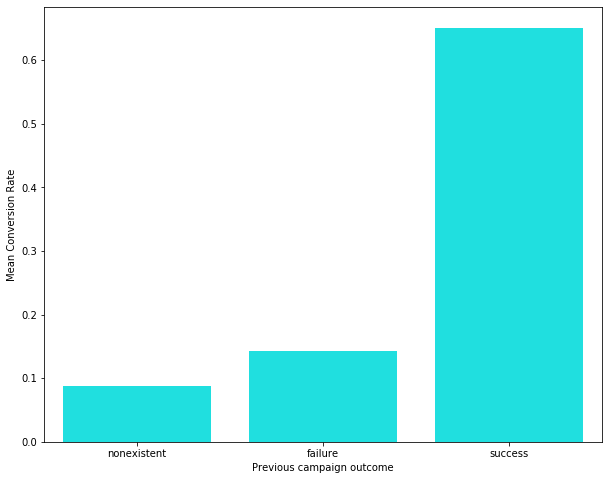 Mean Conversion Rate
0.6
0.5
0.4
0.3
0.2
0.1
0.0
nonexistent
failure
success
Previous campaign outcome